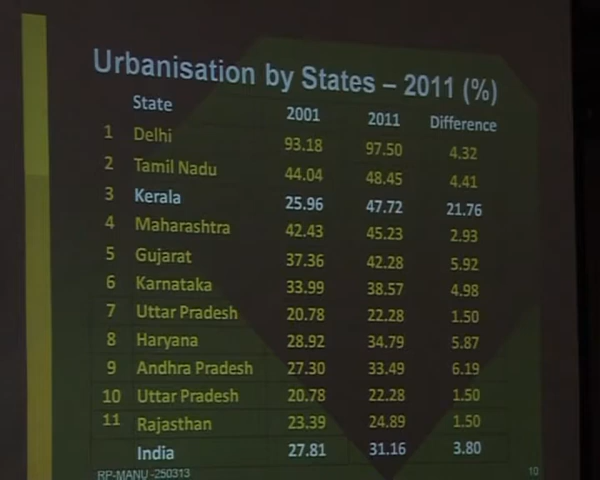 Urbanisation by States – 2011 (%)
State 2001 2011 Difference
1 Delhi 93.18 97.50 4.32
2 Tamil Nadu 44.04 48.45 4.41
3 Kerala 25.96 47.72 21.76
4 Maharashtra 42.43 45.23 2.93
5 Gujarat 37.36 42.28 5.92
6 Karnataka 33.99 38.57 4.98
7 Uttar Pradesh 20.78 22.28 1.50
8 Haryana 28.92 34.79 5.87
9 Andhra Pradesh 27.30 33.49 6.19
10 Uttar Pradesh 20.78 22.28 1.50
11 Rajasthan 23.39 24.89 1.50
India 27.81 31.16 3.80
RP-MANU -250313 10